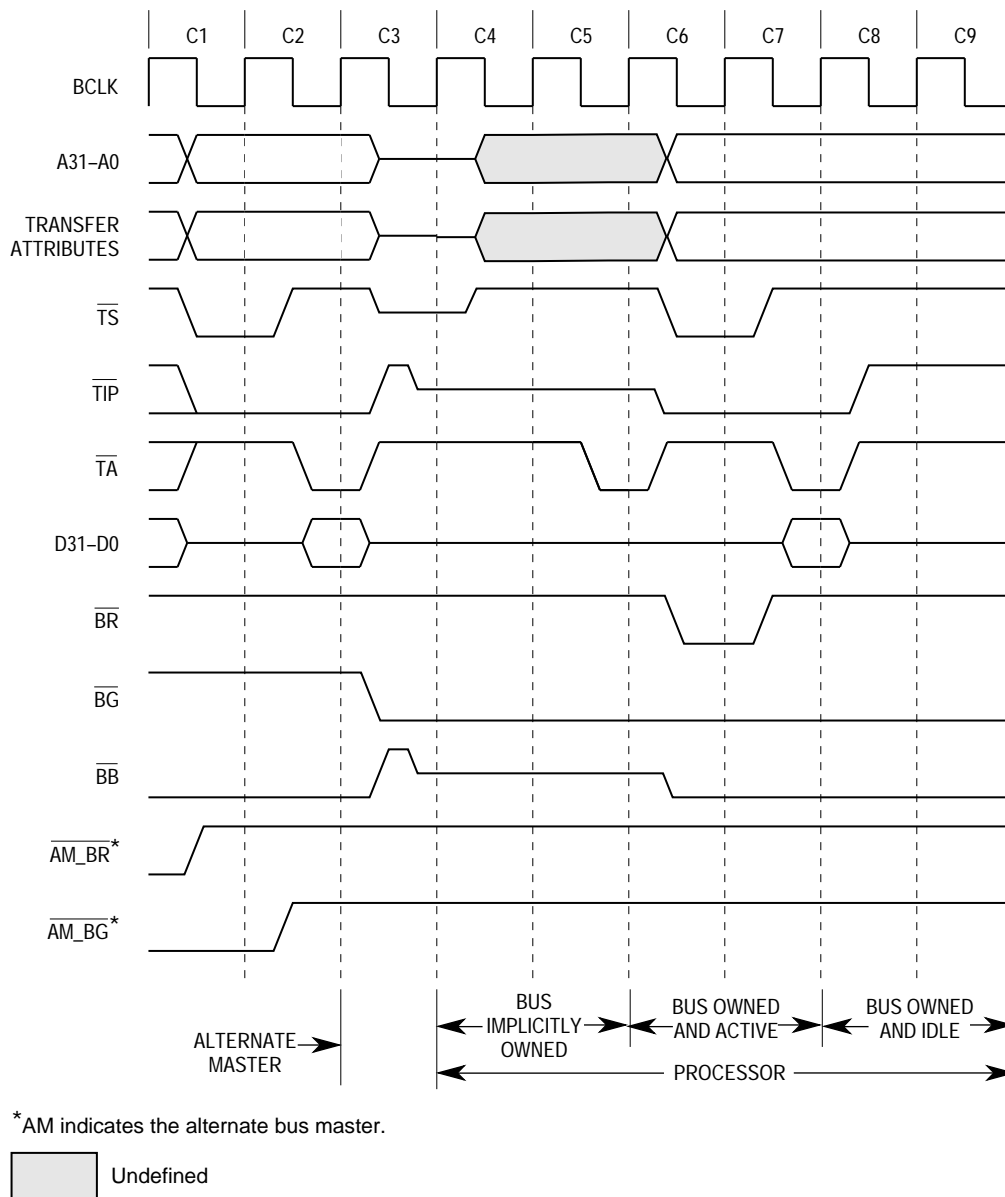 C1 C2 C3 C4 C5 C6 C7 C8 C9
BCLK
A31–A0
TRANSFER
ATTRIBUTES
TS
TIP
TA
D31–D0
BR
BG
BB
AM_BR*
AM_BG*
ALTERNATE
MASTER
BUS
IMPLICITLY
OWNED
BUS OWNED
AND ACTIVE
BUS OWNED
AND IDLE
PROCESSOR
*AM indicates the alternate bus master.
Undefined